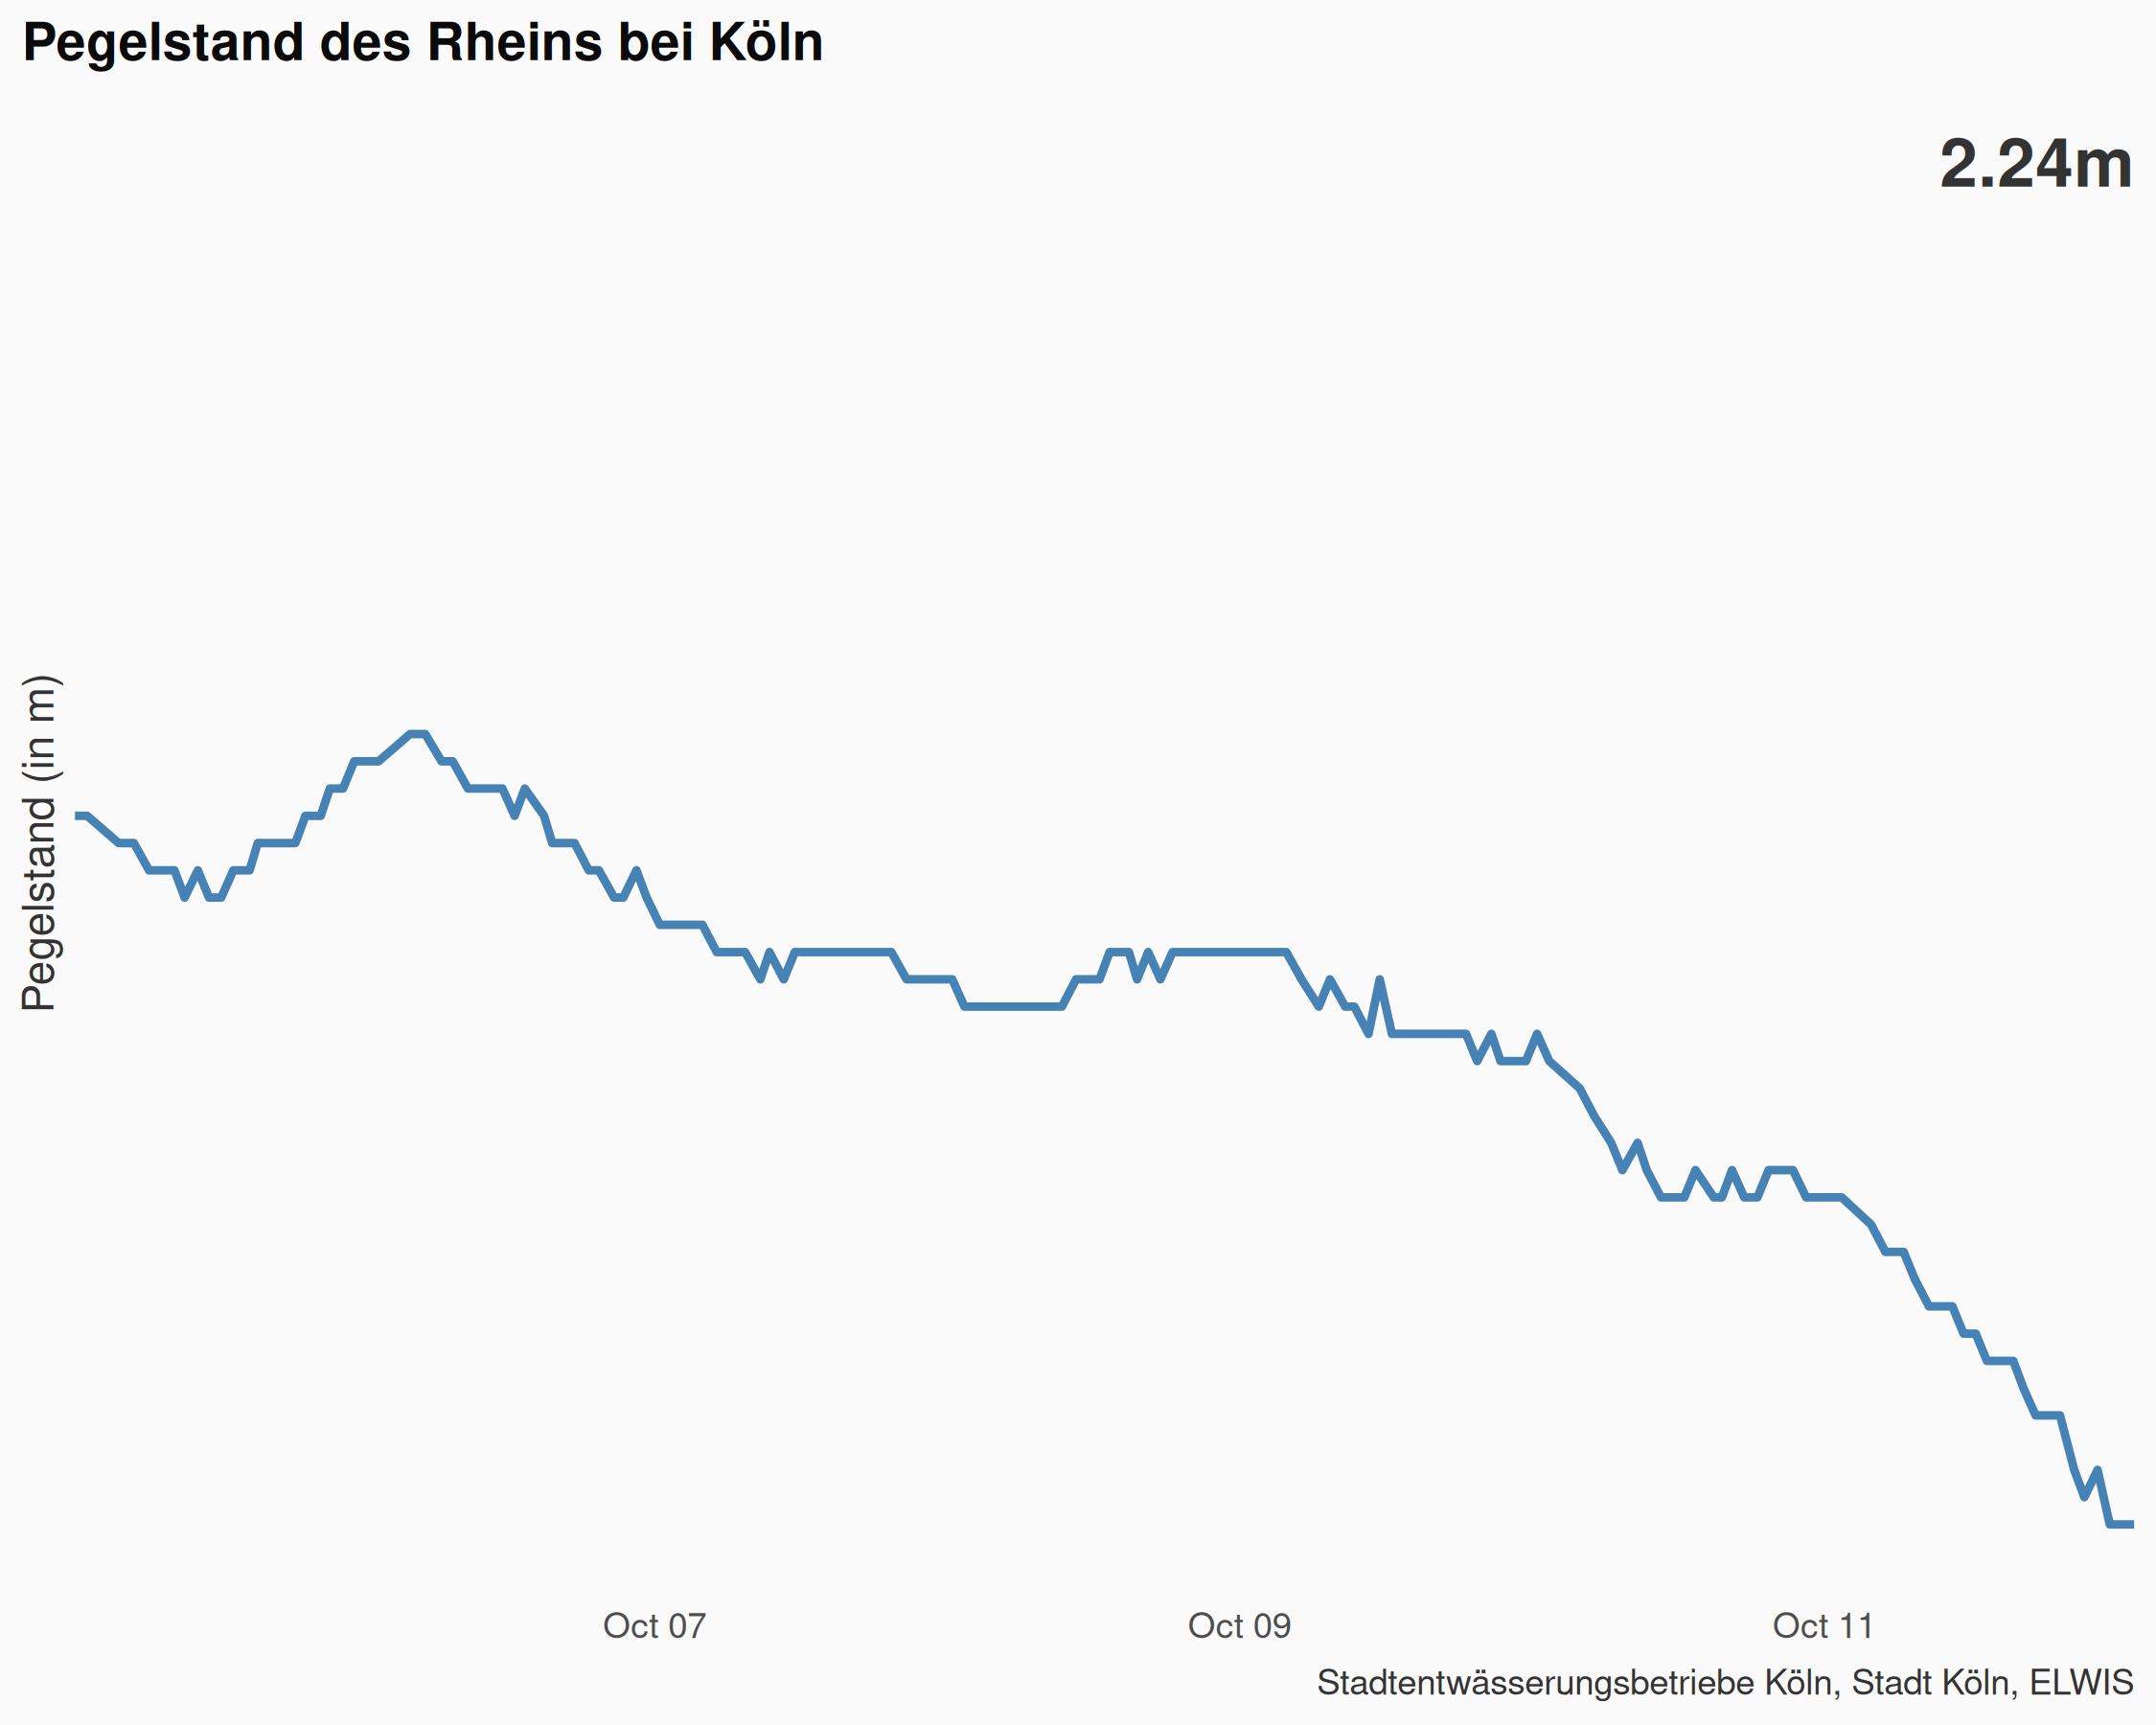 Pegelstand des Rheins bei Köln
2.24m
Pegelstand (in m)
Oct 07
Oct 09
Oct 11
Stadtentwässerungsbetriebe Köln, Stadt Köln, ELWIS